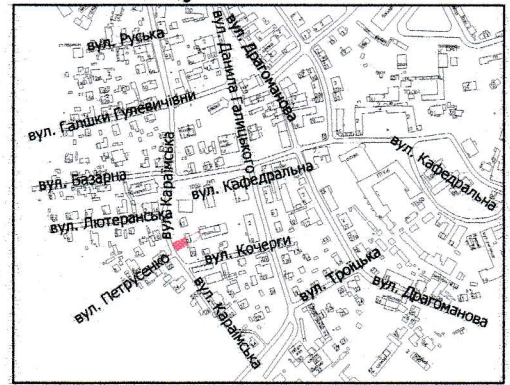 вул. Руська
вул. Данила Галицького
вул. Драгоманова
вул. Галшки Гулевичівни
вул. Караїмська
вул. Базарна
вул. Кафедральна
вул. Кафедральна
вул. Лютеранська
вул. Кочерги
вул. Петрусенко
вул. Караїмська
вул. Троїцька
вул. Драгоманова